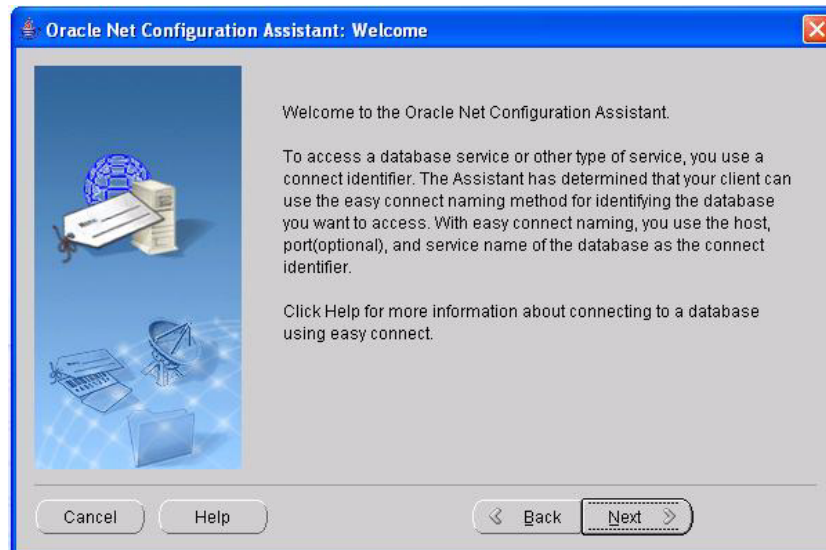 Oracle Net Configuration Assistant: Welcome
Welcome to the Oracle Net Configuration Assistant.
To access a database service or other type of service, you use a
connect identifier. The Assistant has determined that your client can
use the easy connect naming method for identifying the database
you want to access. With easy connect naming, you use the host,
port(optional), and service name of the database as the connect
identifier.
Click Help for more information about connecting to a database
using easy connect.
Cancel
Help
Back
Next